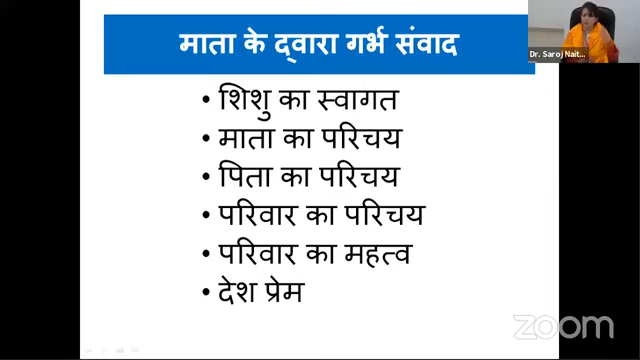 माता के द्वारा गर्भ संवाद
Dr. Saroj Nait...
• शिशु का स्वागत
• माता का परिचय
• पिता का परिचय
• परिवार का परिचय
• परिवार का महत्व
• देश प्रेम
zoom